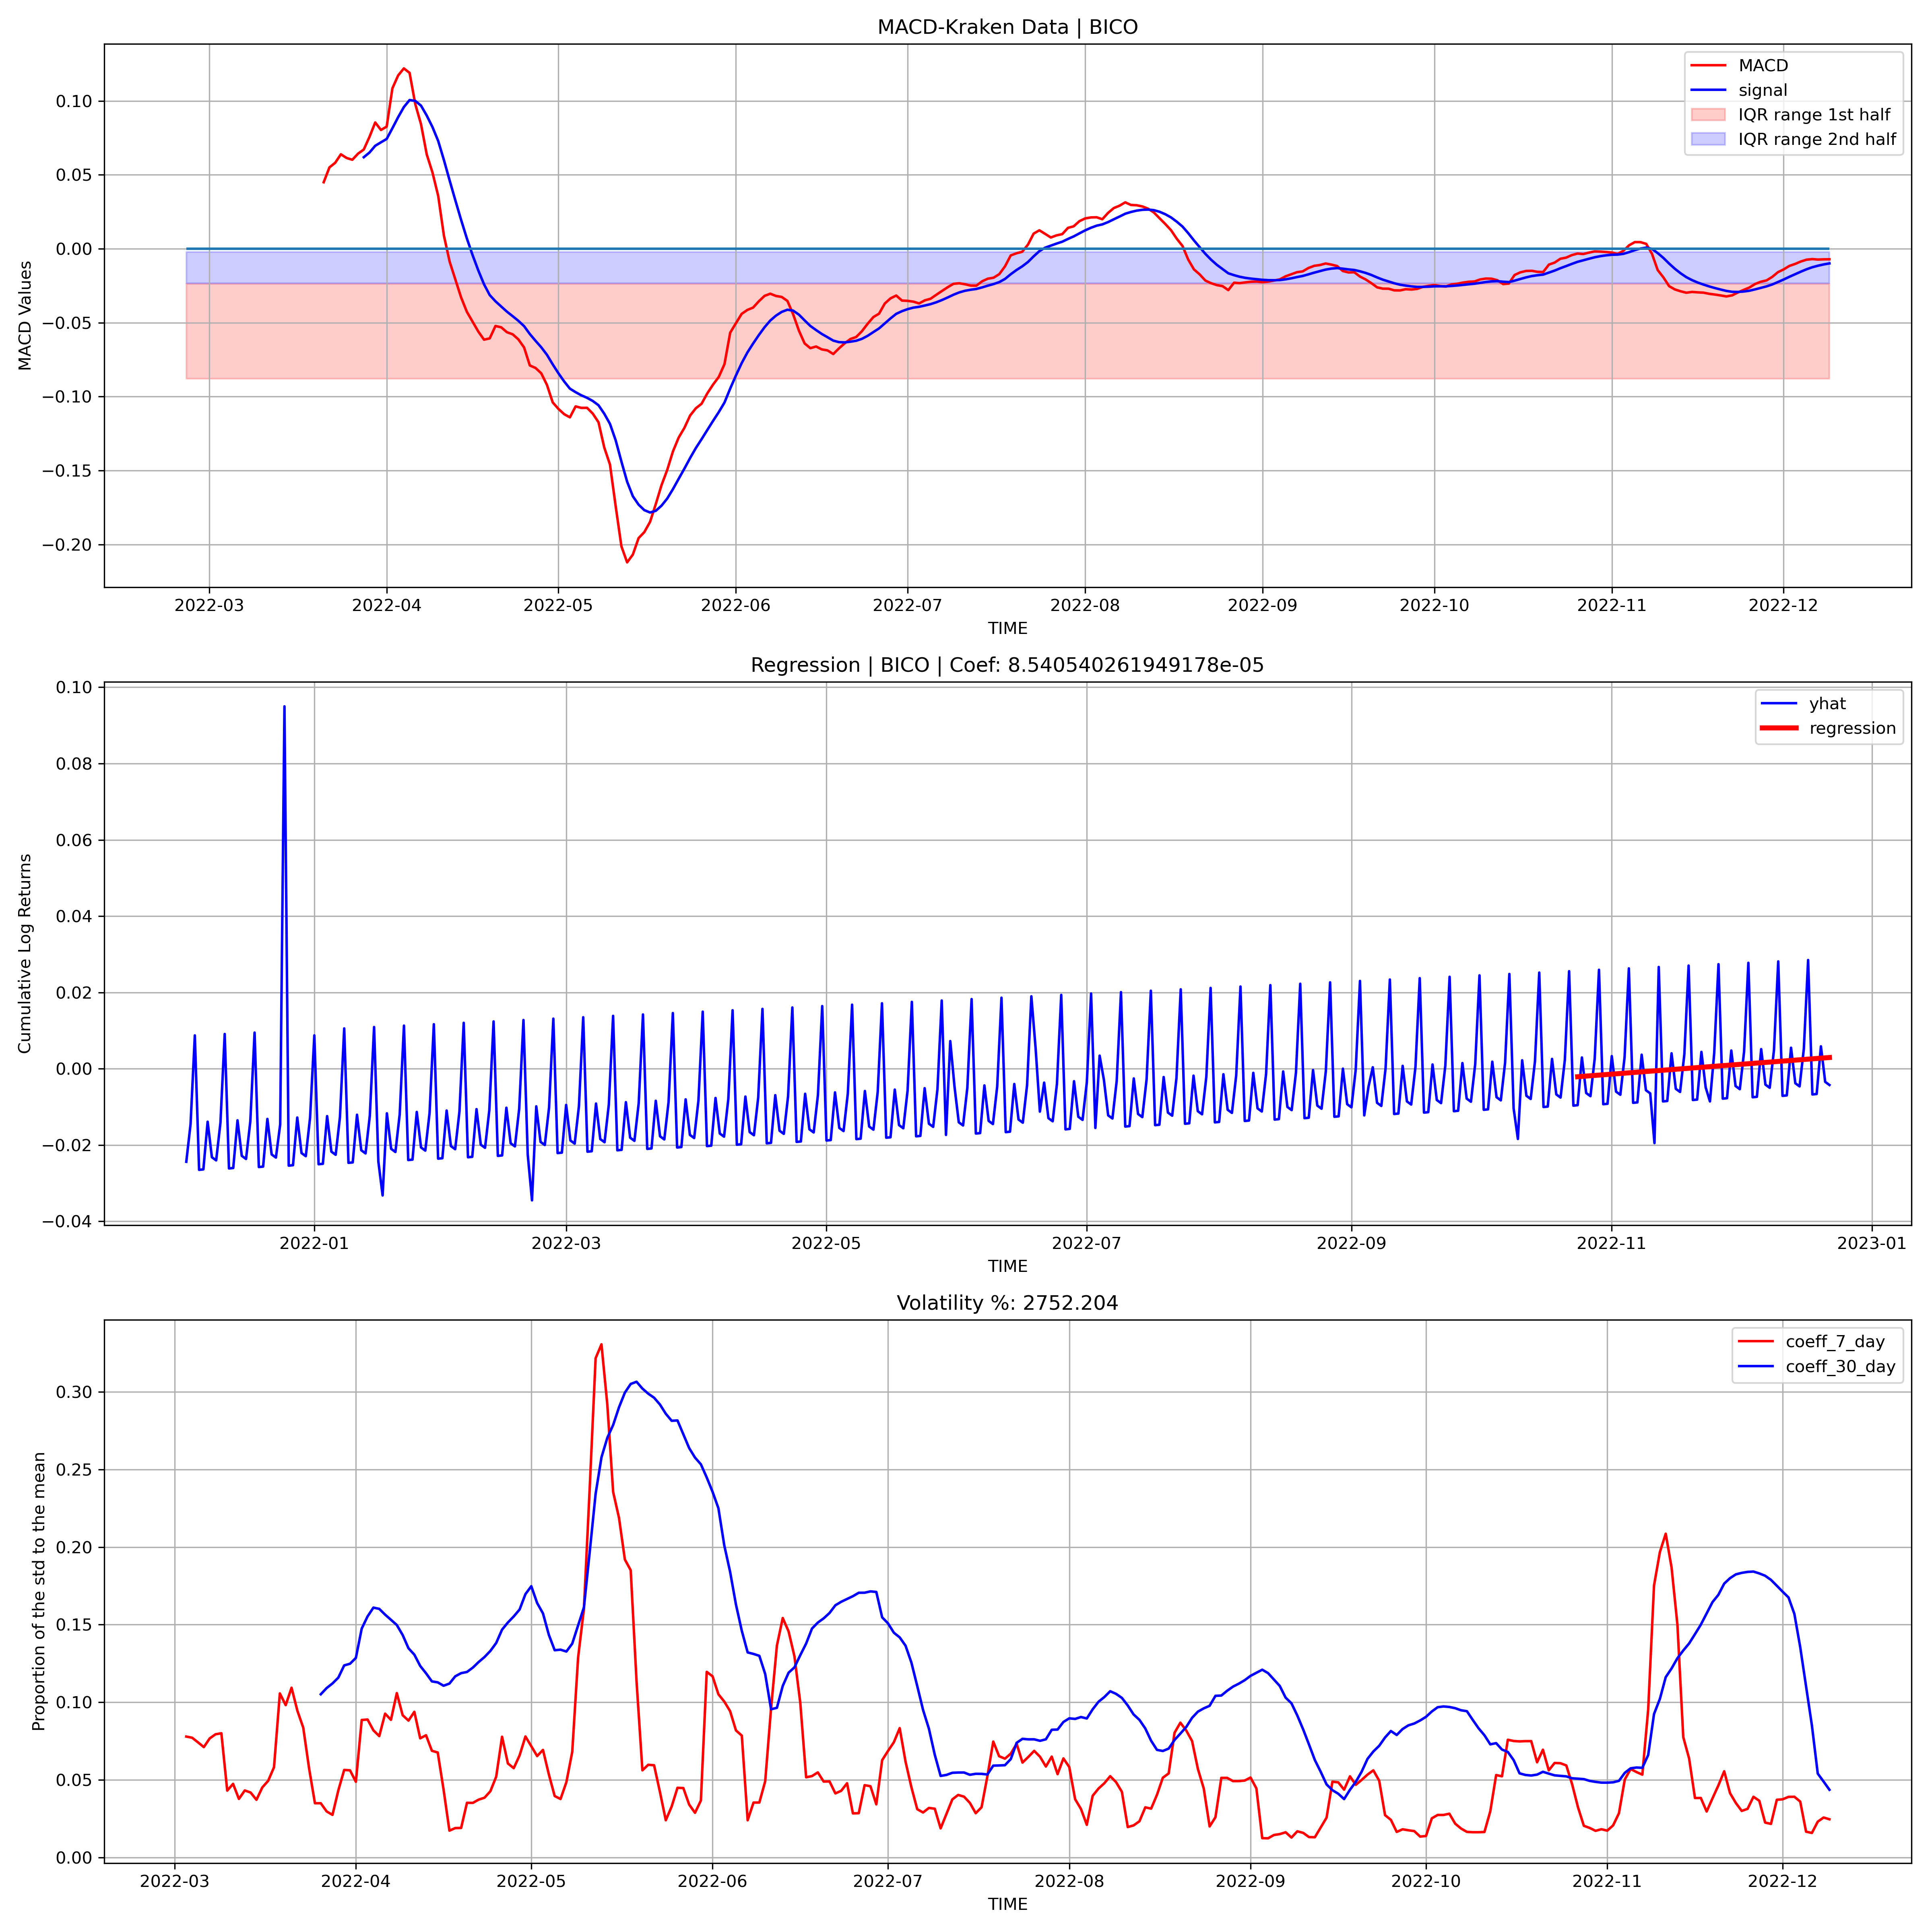 MACD-Kraken Data | BICO
MACD
signal
IQR range 1st half
IQR range 2nd half
MACD Values
0.10
0.05
0.00
−0.05
−0.10
−0.15
−0.20
2022-03 2022-04 2022-05 2022-06 2022-07 2022-08 2022-09 2022-10 2022-11 2022-12
TIME
Regression | BICO | Coef: 8.540540261949178e-05
yhat
regression
Cumulative Log Returns
0.10
0.08
0.06
0.04
0.02
0.00
−0.02
−0.04
2022-01 2022-03 2022-05 2022-07 2022-09 2022-11 2023-01
TIME
Volatility %: 2752.204
coeff_7_day
coeff_30_day
Proportion of the std to the mean
0.30
0.25
0.20
0.15
0.10
0.05
0.00
2022-03 2022-04 2022-05 2022-06 2022-07 2022-08 2022-09 2022-10 2022-11 2022-12
TIME